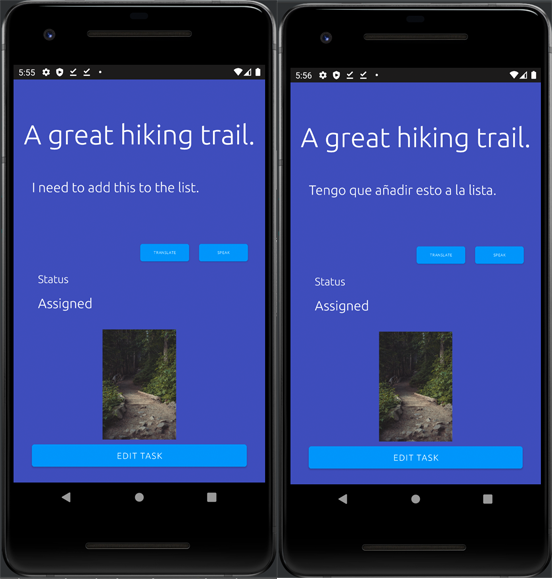 5:55
A great hiking trail.
I need to add this to the list.
TRANSLATE
SPEAK
Status
Assigned
EDIT TASK
5:56
A great hiking trail.
Tengo que añadir esto a la lista.
TRANSLATE
SPEAK
Status
Assigned
EDIT TASK